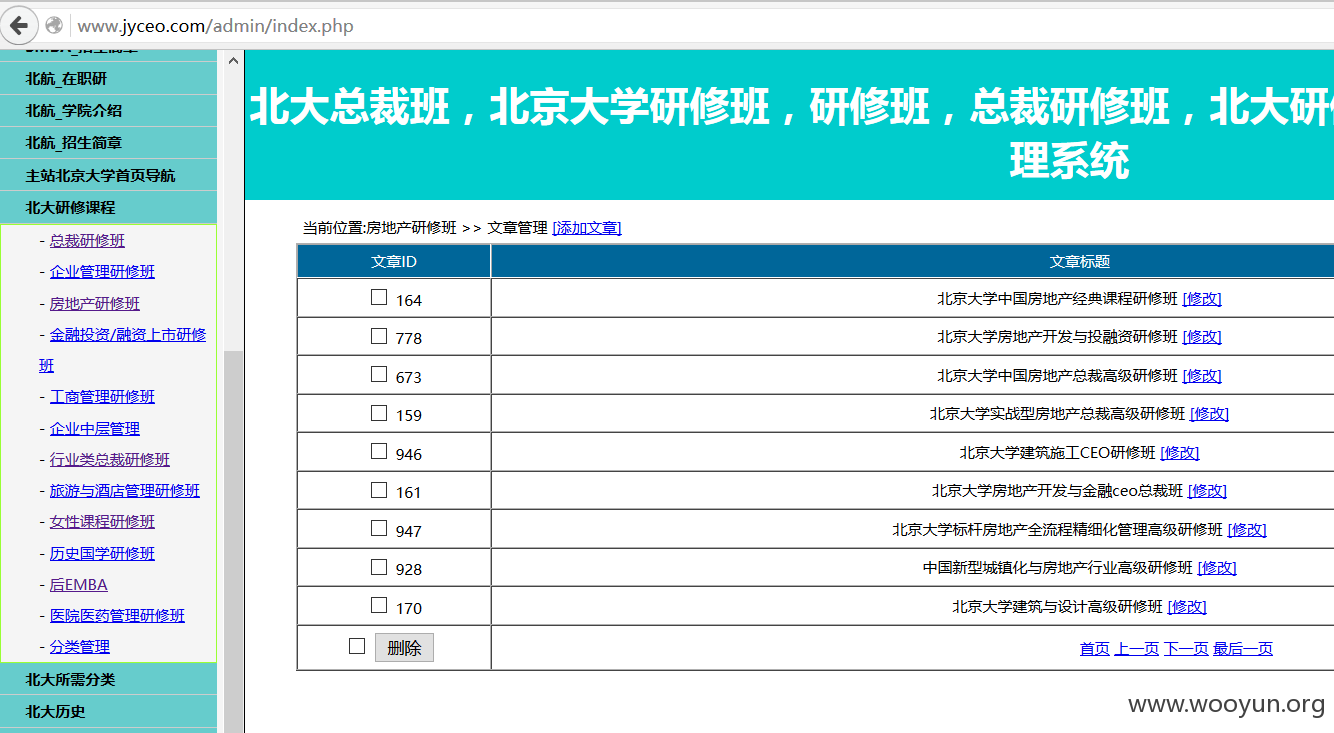 www.jyceo.com/admin/index.php
北航_在职研
北航_学院介绍
北航_招生简章
主站北京大学首页导航
北大研修课程
- 总裁研修班
- 企业管理研修班
- 房地产研修班
- 金融投资/融资上市研修
班
- 工商管理研修班
- 企业中层管理
- 行业类总裁研修班
- 旅游与酒店管理研修班
- 女性课程研修班
- 历史国学研修班
- 后EMBA
- 医院医药管理研修班
- 分类管理
北大所需分类
北大历史
北大总裁班，北京大学研修班，研修班，总裁研修班，北大研
理系统
当前位置:房地产研修班 >> 文章管理 [添加文章]
文章ID 文章标题
164 北京大学中国房地产经典课程研修班 [修改]
778 北京大学房地产开发与投融资研修班 [修改]
673 北京大学中国房地产总裁高级研修班 [修改]
159 北京大学实战型房地产总裁高级研修班 [修改]
946 北京大学建筑施工CEO研修班 [修改]
161 北京大学房地产开发与金融ceo总裁班 [修改]
947 北京大学标杆房地产全流程精细化管理高级研修班 [修改]
928 中国新型城镇化与房地产行业高级研修班 [修改]
170 北京大学建筑与设计高级研修班 [修改]
删除 首页 上一页 下一页 最后一页
www.wooyun.org